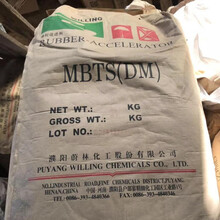 WILLING
RUBBER-ACCELERATOR
MBTS(DM)
NET WT.: KG
GROSS WT.: KG
LOT NO.:
濮阳蔚林化工股份有限公司
PUYANG WILLING CHEMICALS CO., LTD.